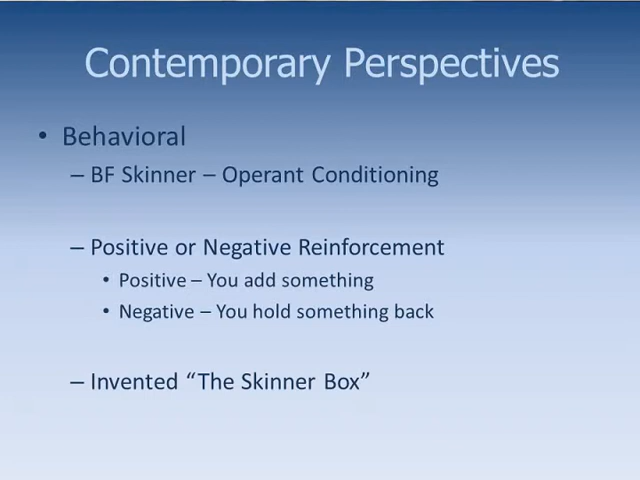 Contemporary Perspectives
• Behavioral
– BF Skinner – Operant Conditioning
– Positive or Negative Reinforcement
• Positive – You add something
• Negative – You hold something back
– Invented “The Skinner Box”